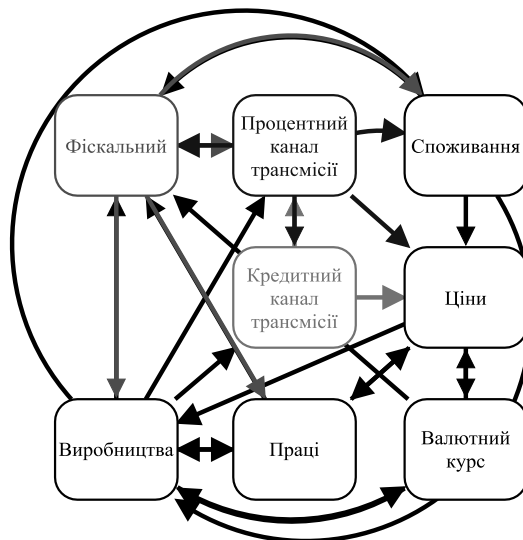 Фіскальний
Процентний
канал
трансмісії
Споживання
Кредитний
канал
трансмісії
Ціни
Виробництва
Праці
Валютний
курс